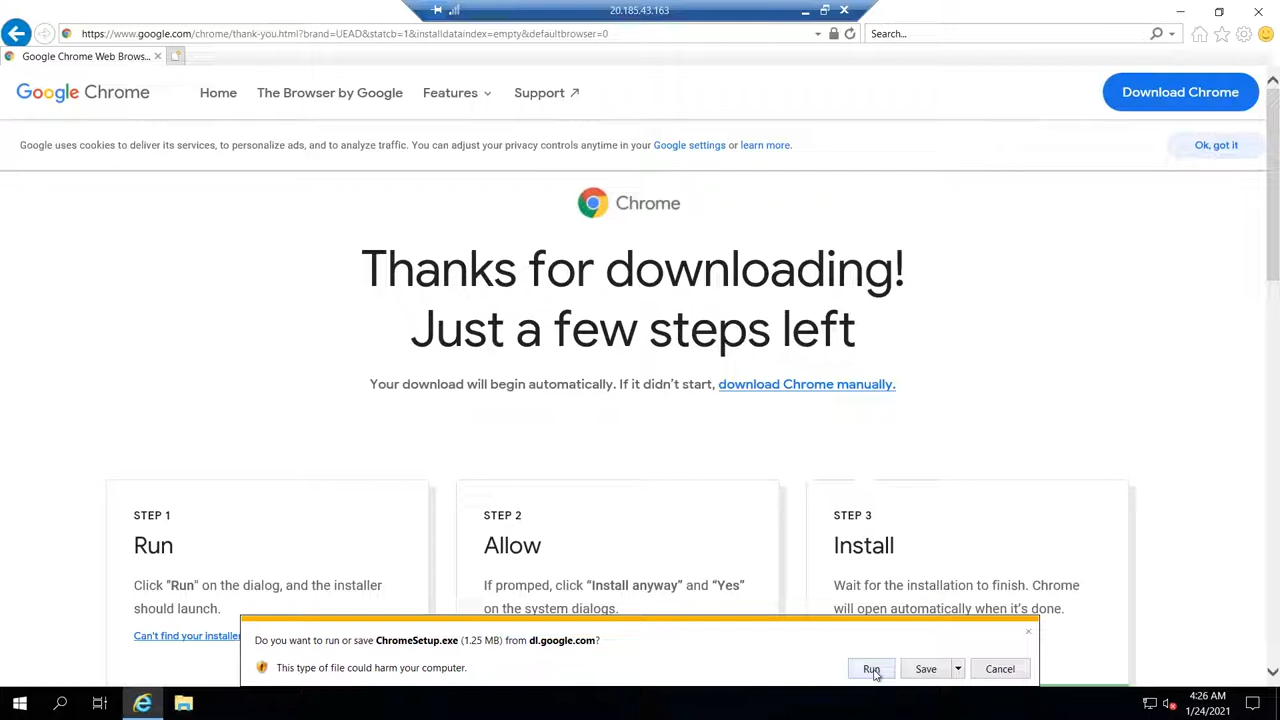 20.185.43.163
https://www.google.com/chrome/thank-you.html?brand=UEAD&statcb=1&installdataindex=empty&defaultbrowser=0
Search...
Google Chrome Web Brows...
Google Chrome
Home
The Browser by Google
Features
Support
Download Chrome
Google uses cookies to deliver its services, to personalize ads, and to analyze traffic. You can adjust your privacy controls anytime in your Google settings or learn more.
Ok, got it
Chrome
Thanks for downloading!
Just a few steps left
Your download will begin automatically. If it didn't start, download Chrome manually.
STEP 1
Run
Click "Run" on the dialog, and the installer
should launch.
Can't find your installer
STEP 2
Allow
If promped, click “Install anyway” and “Yes”
on the system dialogs.
STEP 3
Install
Wait for the installation to finish. Chrome
will open automatically when it's done.
Do you want to run or save ChromeSetup.exe (1.25 MB) from dl.google.com?
This type of file could harm your computer.
Run
Save
Cancel
4:26 AM
1/24/2021